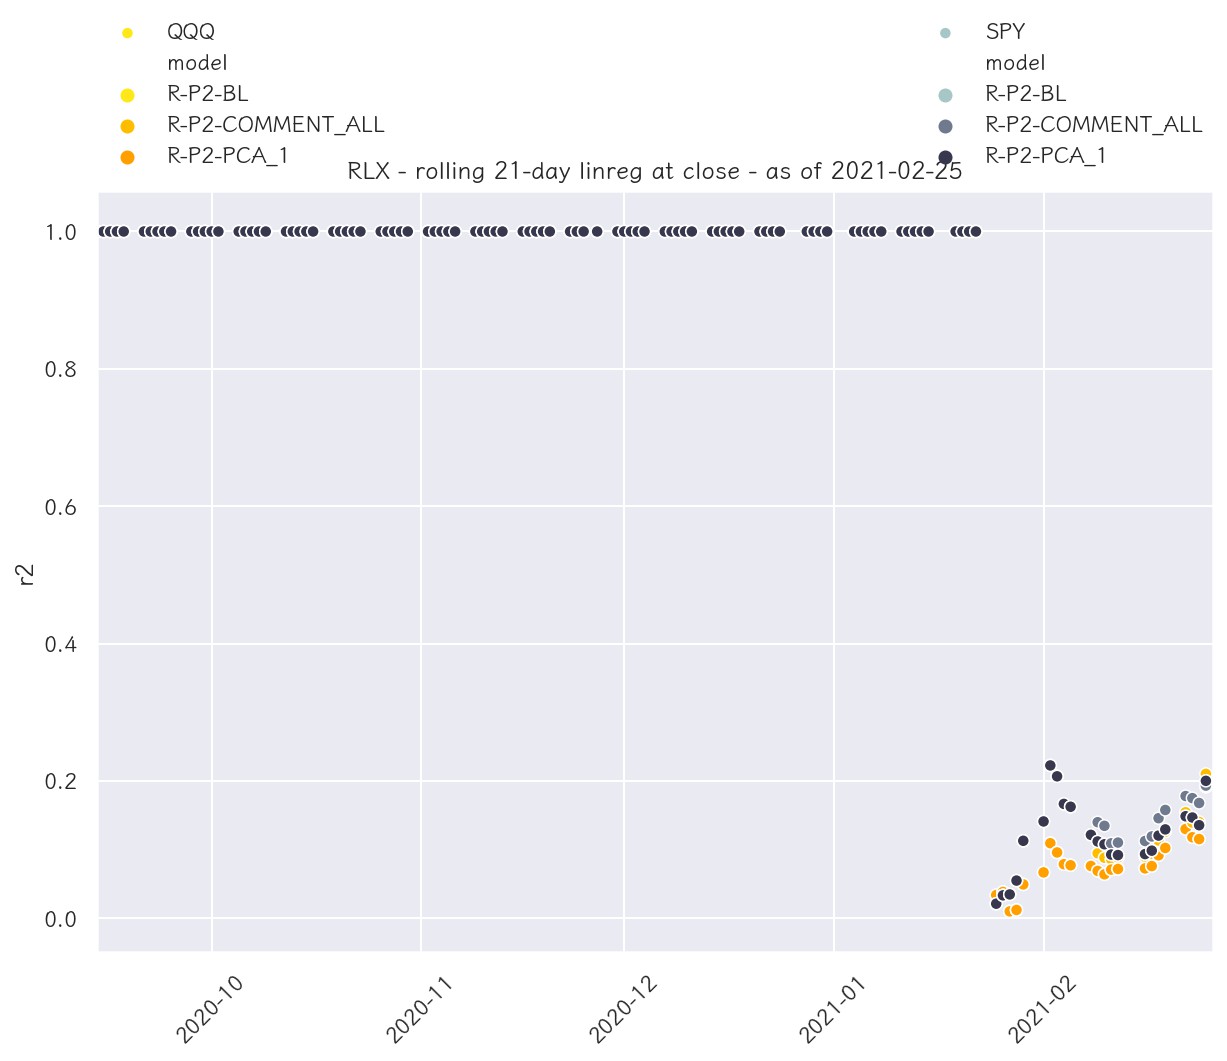 QQQ
model
R-P2-BL
R-P2-COMMENT_ALL
R-P2-PCA_1
SPY
model
R-P2-BL
R-P2-COMMENT_ALL
R-P2-PCA_1
RLX - rolling 21-day linreg at close - as of 2021-02-25
1.0
0.8
0.6
0.4
0.2
0.0
r2
2020-10
2020-11
2020-12
2021-01
2021-02